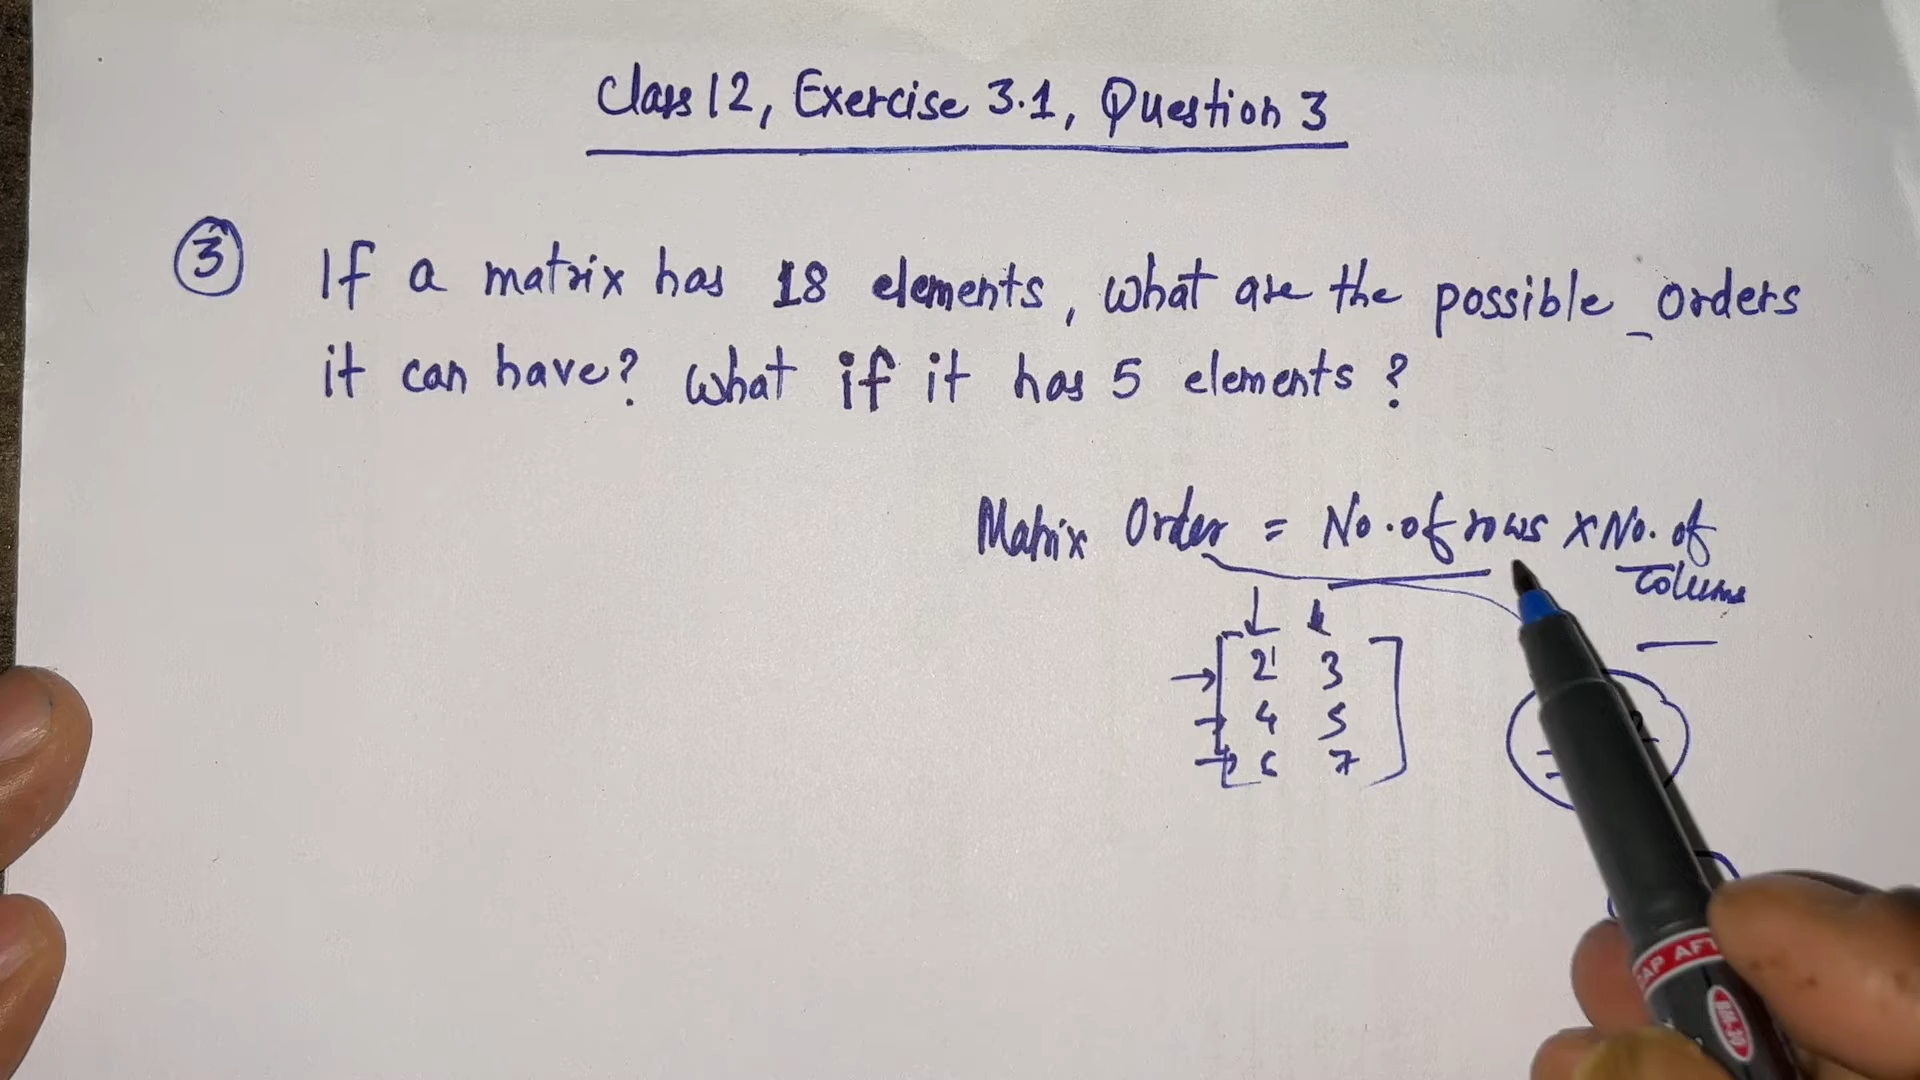 Class 12, Exercise 3.1, Question 3
3 If a matrix has 18 elements, what are the possible orders
it can have? What if it has 5 elements?
Matrix Order = No. of rows x No. of
2 3
4 5
6 7
CAP AFT